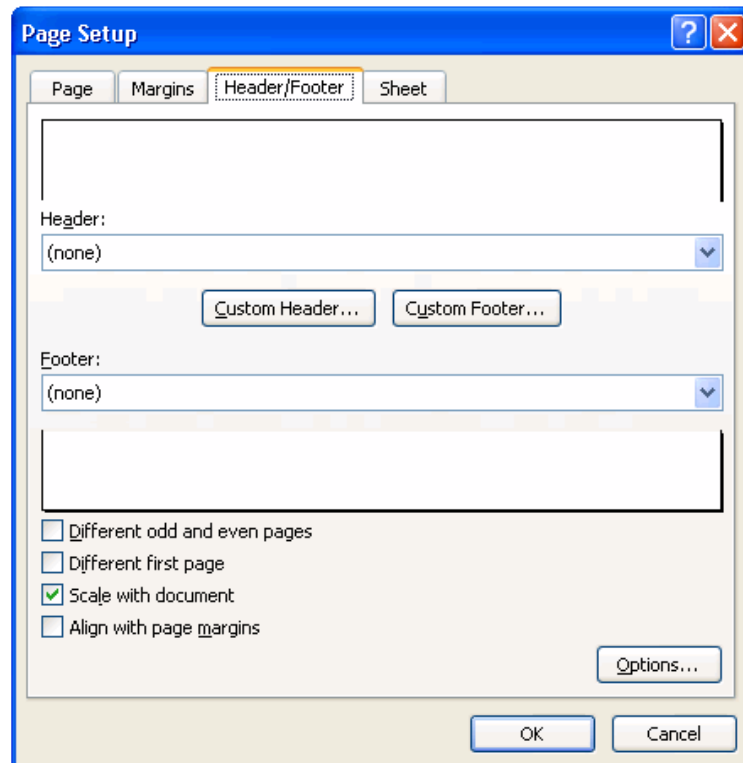 Page Setup
Page Margins Header/Footer Sheet
Header:
(none)
Custom Header... Custom Footer...
Footer:
(none)
Different odd and even pages
Different first page
Scale with document
Align with page margins
Options...
OK Cancel